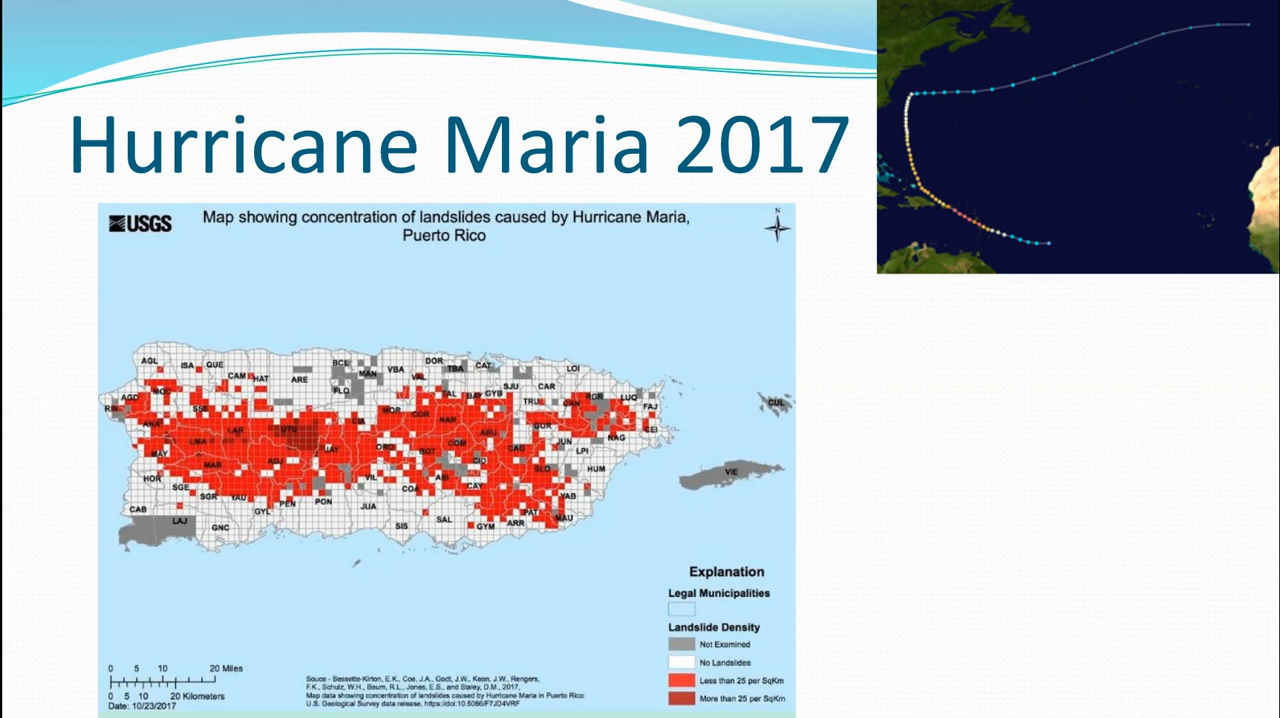 Hurricane Maria 2017
USGS
Map showing concentration of landslides caused by Hurricane Maria,
Puerto Rico
N
AGL
ISA
QUE
CAM
HAT
ARE
BCL
MAN
FLO
VBA
VAL
DOR
TBA
CAT
SJU
CAR
LOI
AGD
MOC
RIN
SSE
TAL
BAY
GYB
TRU
CAN
RGR
LUQ
FAJ
ANA
LAR
UTU
CIA
MOR
COR
NAR
GUR
CEI
MAY
LMA
JAY
ORO
BQT
COM
ABU
CAG
JUN
NAG
LPI
MAR
ADJ
VIL
CID
SLO
HUM
HOR
SGE
SGR
YAU
GYL
PEN
PON
COA
AIB
CAY
YAB
CAB
LAJ
GNC
JUA
SIS
SAL
GYM
ARR
PAT
MAU
CUL
VIE
Explanation
Legal Municipalities
Landslide Density
Not Examined
No Landslides
Less than 25 per SqKm
More than 25 per SqKm
0 5 10 20 Miles
0 5 10 20 Kilometers
Date: 10/23/2017
Souce - Bessette-Kirton, E.K., Coe, J.A., Godt, J.W., Kean, J.W., Rengers,
F.K., Schulz, W.H., Baum, R.L., Jones, E.S., and Staley, D.M., 2017,
Map data showing concentration of landslides caused by Hurricane Maria in Puerto Rico:
U.S. Geological Survey data release, https://doi.org/10.5066/F7JD4VRF